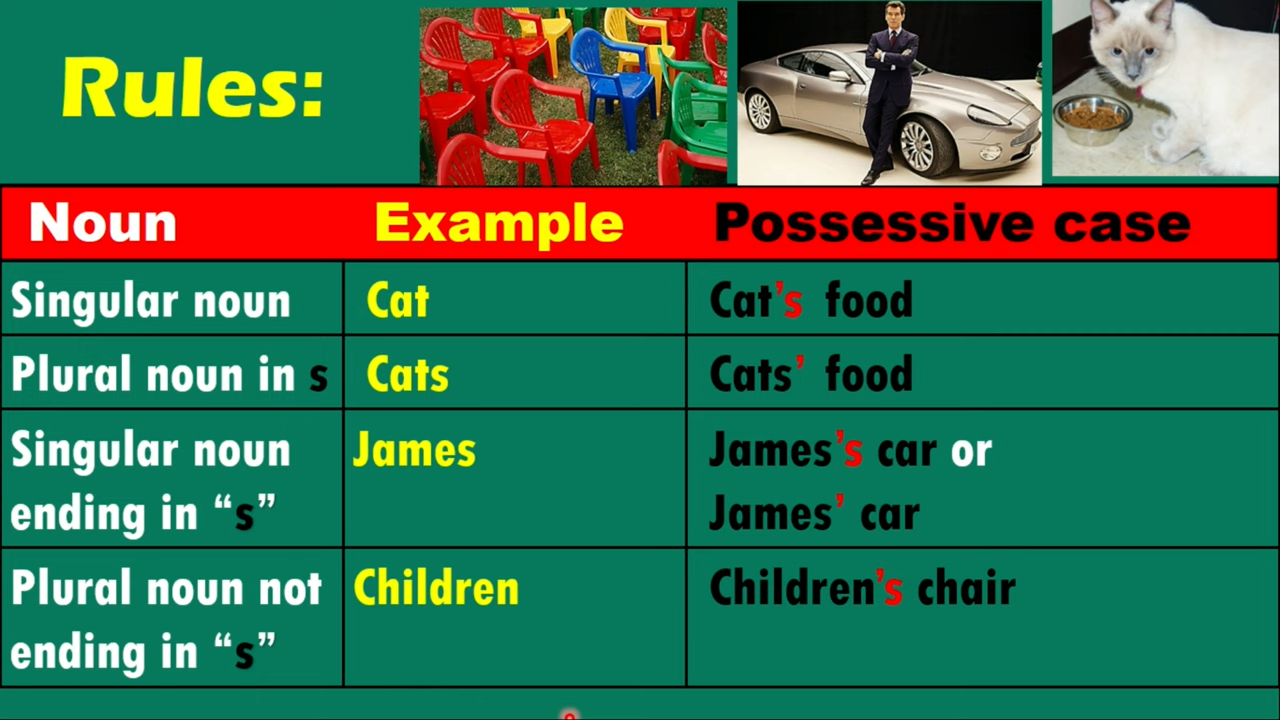 Rules:
Noun Example Possessive case
Singular noun Cat Cat’s food
Plural noun in s Cats Cats’ food
Singular noun James James’s car or
ending in “s” James’ car
Plural noun not Children Children’s chair
ending in “s”